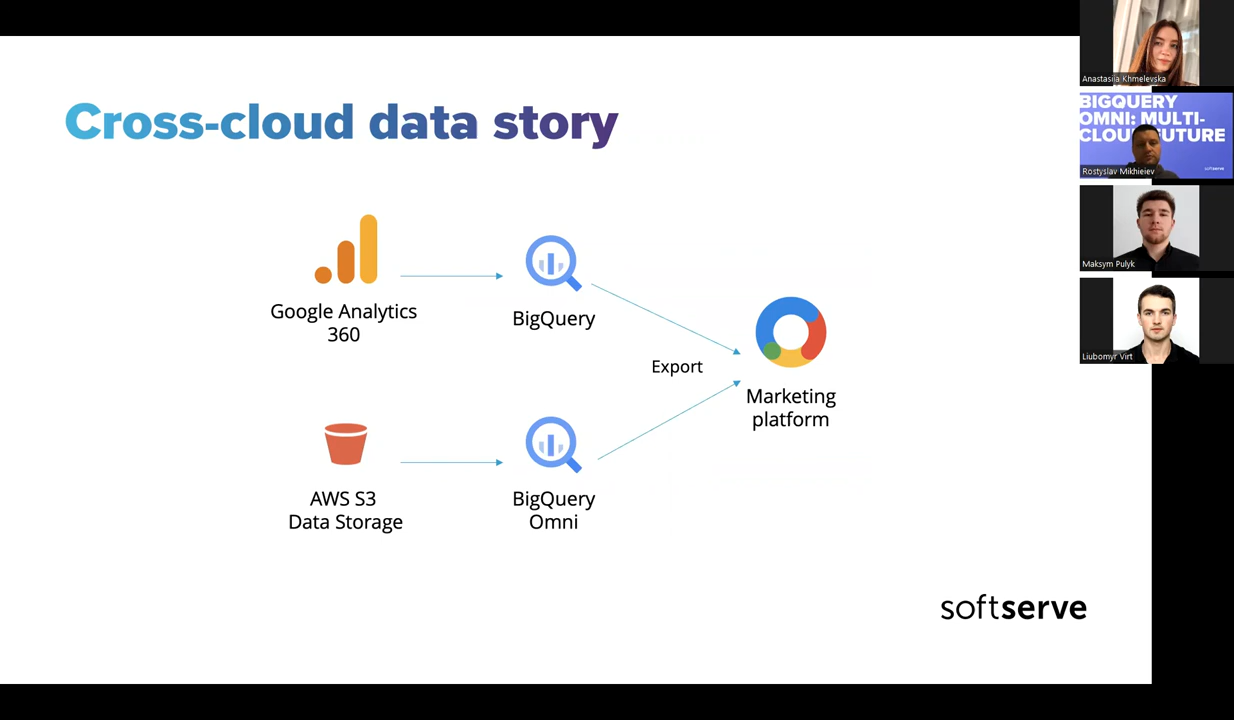 Cross-cloud data story
Google Analytics
360
BigQuery
Export
Marketing
platform
AWS S3
Data Storage
BigQuery
Omni
softserve
Anastasiia Khmelevska
BIGQUERY
OMNI: MULTI-
CLOUD FUTURE
softserve
Rostyslav Mikhieiev
Maksym Pulyk
Liubomyr Virt